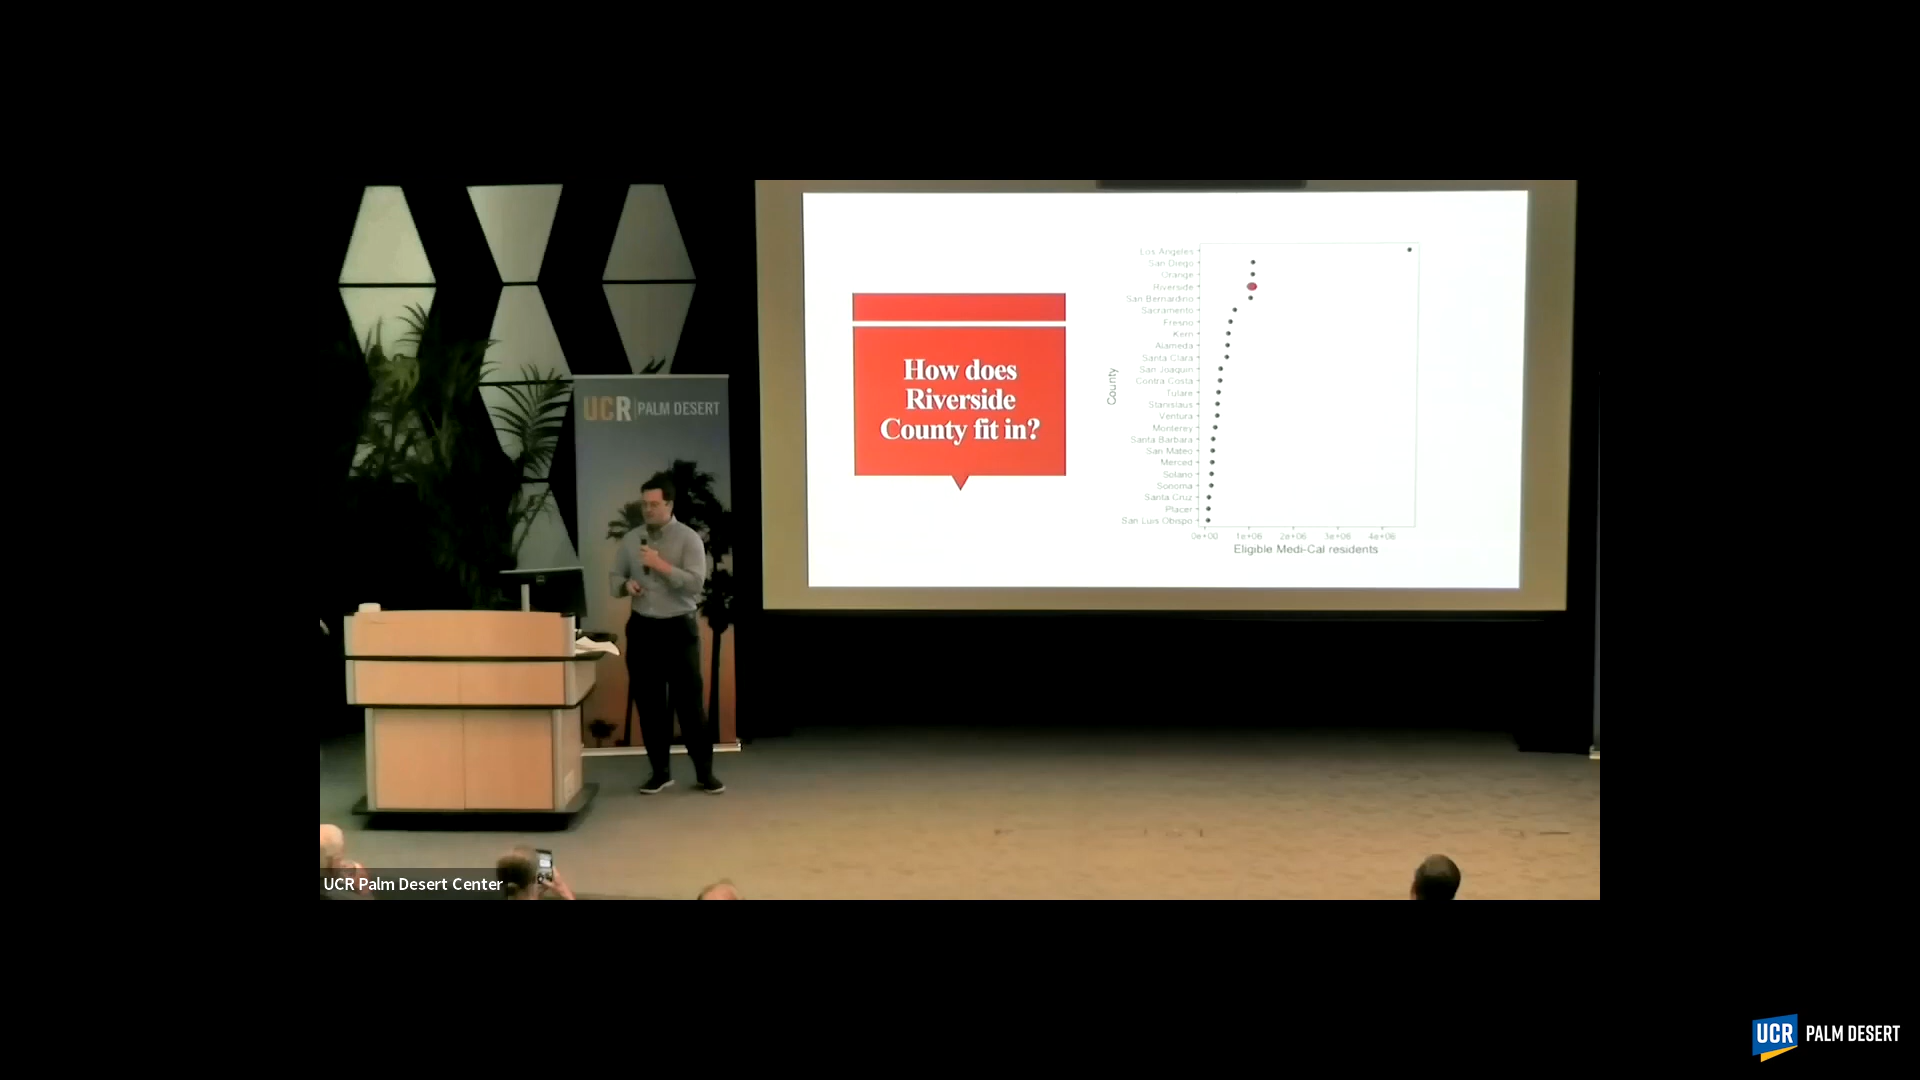 UCR PALM DESERT
How does
Riverside
County fit in?
County
Los Angeles
San Diego
Orange
Riverside
San Bernardino
Sacramento
Fresno
Kern
Alameda
Santa Clara
San Joaquin
Contra Costa
Tulare
Stanislaus
Ventura
Monterey
Santa Barbara
San Mateo
Merced
Solano
Sonoma
Santa Cruz
Placer
San Luis Obispo
0e+00 1e+06 2e+06 3e+06 4e+06
Eligible Medi-Cal residents
UCR Palm Desert Center
UCR PALM DESERT